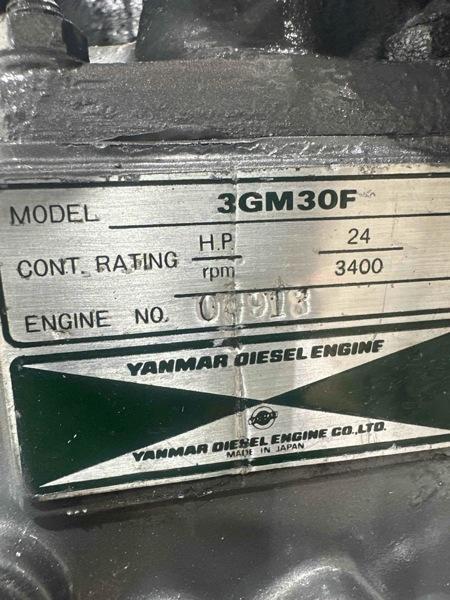 MODEL 3GM30F
CONT. RATING H.P. 24
rpm 3400
ENGINE NO.
YANMAR DIESEL ENGINE
YANMAR DIESEL ENGINE CO.,LTD.
MADE IN JAPAN